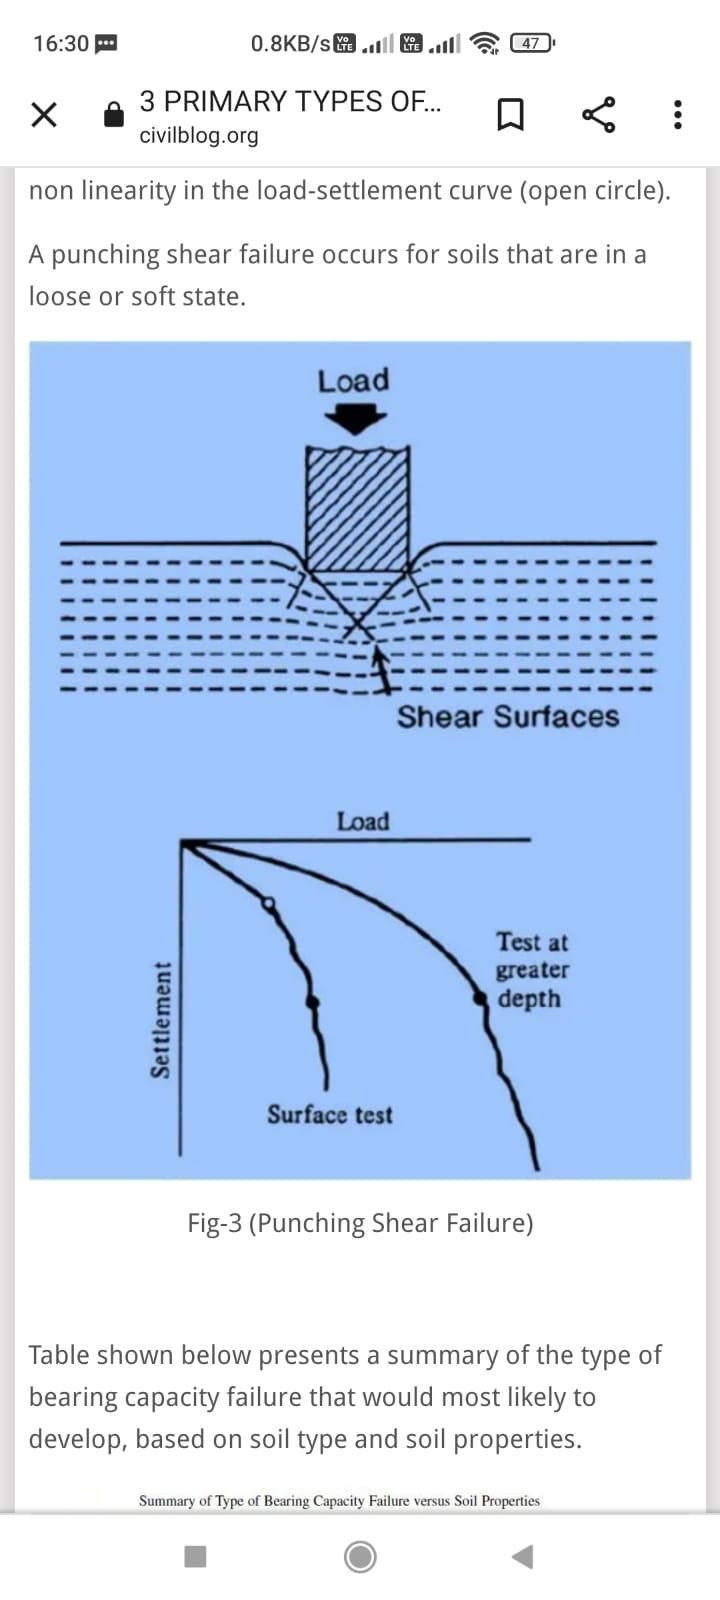 16:30
0.8KB/s Vo LTE Vo LTE 47
3 PRIMARY TYPES OF...
civilblog.org
non linearity in the load-settlement curve (open circle).
A punching shear failure occurs for soils that are in a
loose or soft state.
Load
Shear Surfaces
Load
Settlement
Test at
greater
depth
Surface test
Fig-3 (Punching Shear Failure)
Table shown below presents a summary of the type of
bearing capacity failure that would most likely to
develop, based on soil type and soil properties.
Summary of Type of Bearing Capacity Failure versus Soil Properties